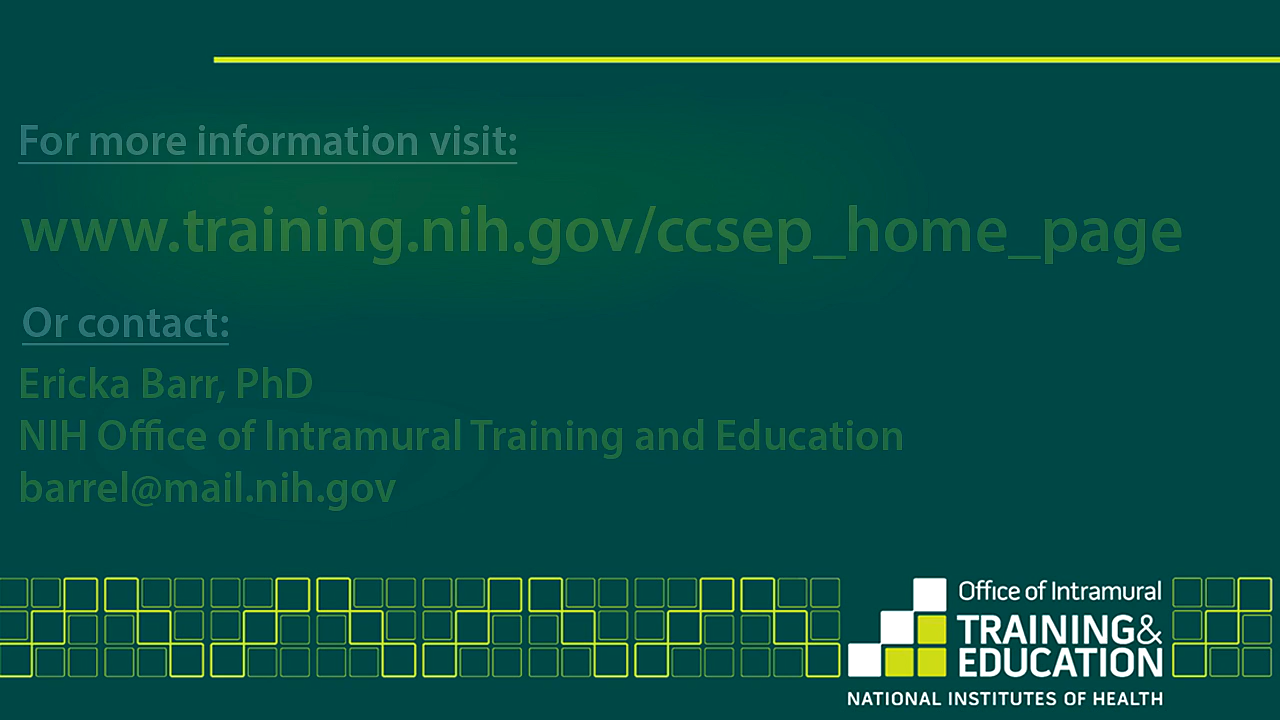 For more information visit:
www.training.nih.gov/ccsep_home_page
Or contact:
Ericka Barr, PhD
NIH Office of Intramural Training and Education
barrel@mail.nih.gov
Office of Intramural
TRAINING&
EDUCATION
NATIONAL INSTITUTES OF HEALTH